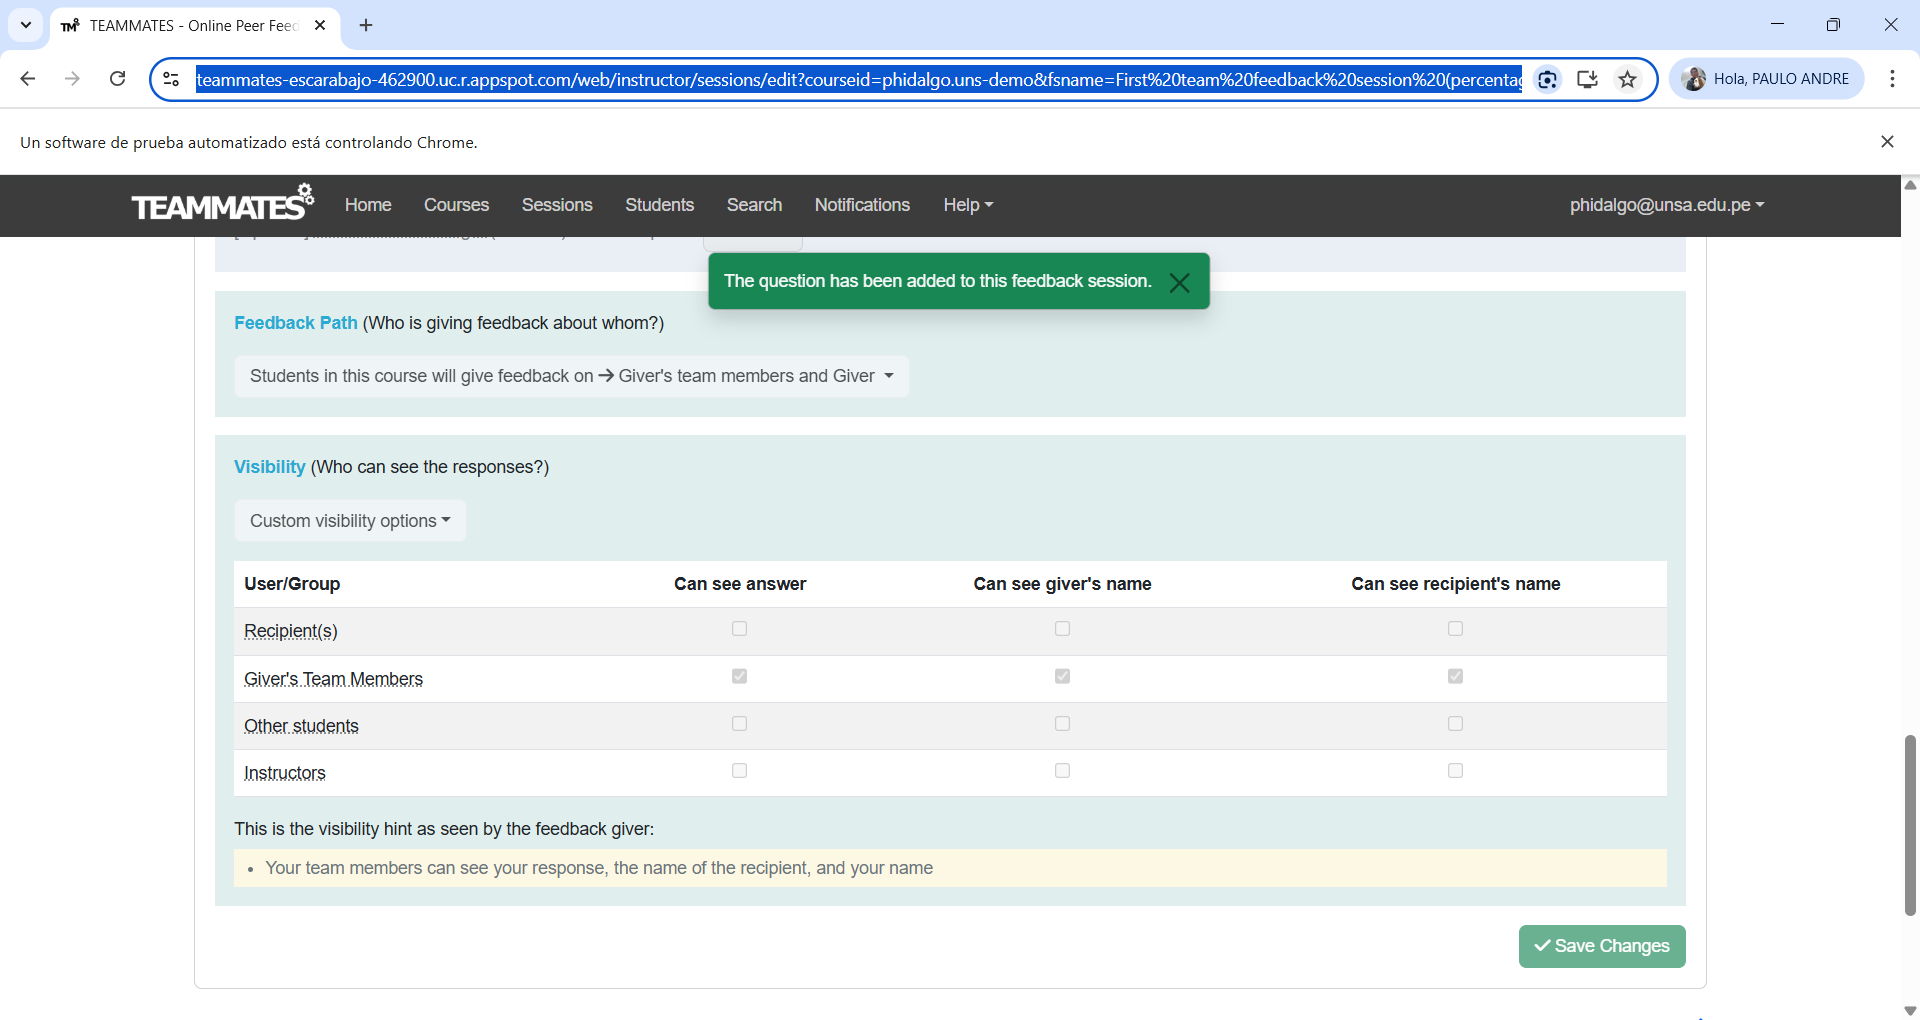 TEAMMATES - Online Peer Feed
teammates-escarabajo-462900.uc.r.appspot.com/web/instructor/sessions/edit?courseid=phidalgo.uns-demo&fsname=First%20team%20feedback%20session%20(percentag
Hola, PAULO ANDRE
Un software de prueba automatizado está controlando Chrome.
TEAMMATES Home Courses Sessions Students Search Notifications Help phidalgo@unsa.edu.pe
The question has been added to this feedback session.
Feedback Path (Who is giving feedback about whom?)
Students in this course will give feedback on → Giver's team members and Giver
Visibility (Who can see the responses?)
Custom visibility options
User/Group Can see answer Can see giver's name Can see recipient's name
Recipient(s)
Giver's Team Members
Other students
Instructors
This is the visibility hint as seen by the feedback giver:
• Your team members can see your response, the name of the recipient, and your name
Save Changes